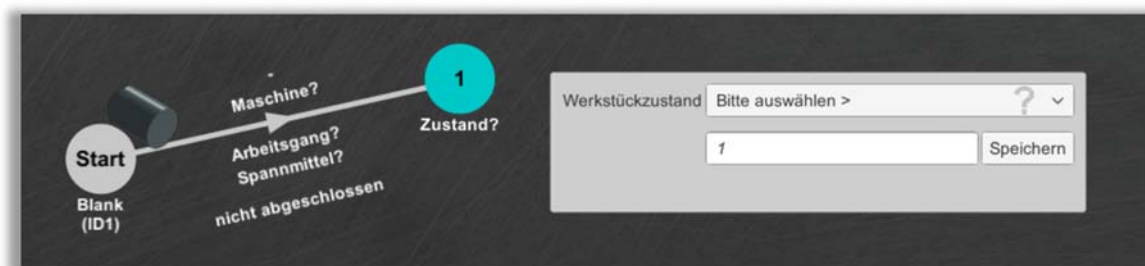 Start
Blank
(ID1)
-
Maschine?
Arbeitsgang?
Spannmittel?
nicht abgeschlossen
1
Zustand?
Werkstückzustand
Bitte auswählen >
?
1
Speichern